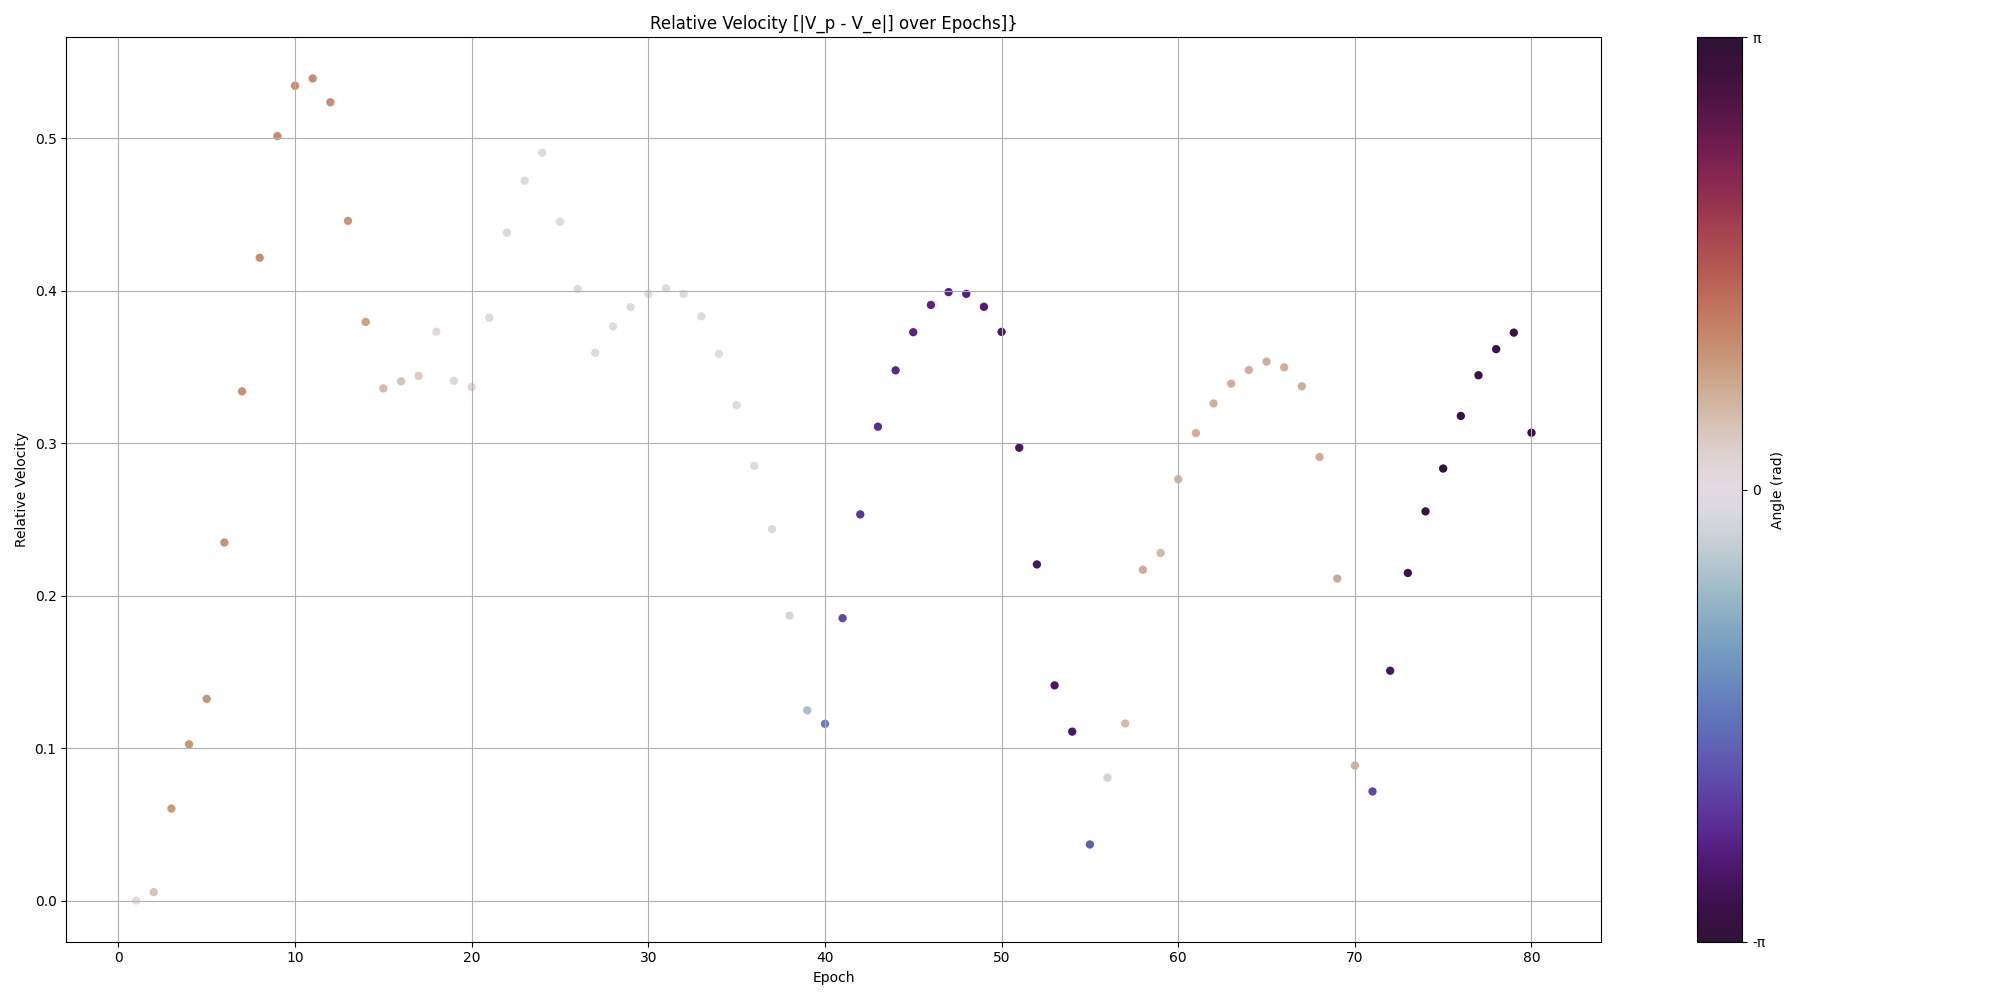 Relative Velocity [|V_p - V_e|] over Epochs]}
Relative Velocity
0.5
0.4
0.3
0.2
0.1
0.0
0
10
20
30
40
50
60
70
80
Epoch
π
0
-π
Angle (rad)